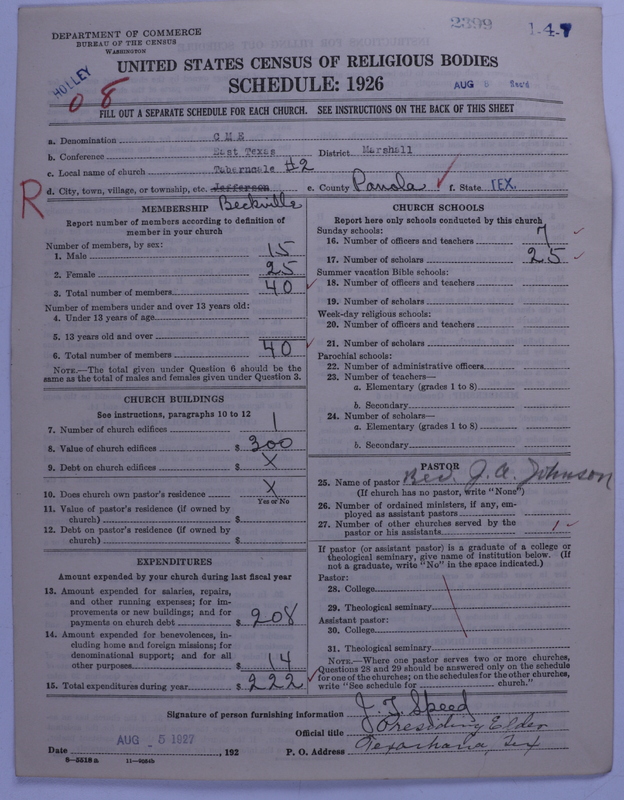 2399
1-4-7
DEPARTMENT OF COMMERCE
BUREAU OF THE CENSUS
WASHINGTON
HOLLEY
08
UNITED STATES CENSUS OF RELIGIOUS BODIES
SCHEDULE: 1926
AUG 5 Rec'd
FILL OUT A SEPARATE SCHEDULE FOR EACH CHURCH. SEE INSTRUCTIONS ON THE BACK OF THIS SHEET
a. Denomination C M E
b. Conference East Texas District Marshall
c. Local name of church Tabernacle #2
R
d. City, town, village, or township, etc. Jefferson e. County Panola f. State TEX.
Beckville
MEMBERSHIP
Report number of members according to definition of
member in your church
Number of members, by sex:
1. Male 15
2. Female 25
3. Total number of members 40
Number of members under and over 13 years old:
4. Under 13 years of age
5. 13 years old and over
6. Total number of members 40
NOTE.—The total given under Question 6 should be the
same as the total of males and females given under Question 3.
CHURCH BUILDINGS
See instructions, paragraphs 10 to 12
7. Number of church edifices 1
8. Value of church edifices $ 300
9. Debt on church edifices $ X
10. Does church own pastor's residence X
Yes or No
11. Value of pastor's residence (if owned by
church) $
12. Debt on pastor's residence (if owned by
church) $
EXPENDITURES
Amount expended by your church during last fiscal year
13. Amount expended for salaries, repairs,
and other running expenses; for im-
provements or new buildings; and for
payments on church debt $ 208
14. Amount expended for benevolences, in-
cluding home and foreign missions; for
denominational support; and for all
other purposes $ 14
15. Total expenditures during year $ 222
CHURCH SCHOOLS
Report here only schools conducted by this church
Sunday schools:
16. Number of officers and teachers 7
17. Number of scholars 25
Summer vacation Bible schools:
18. Number of officers and teachers
19. Number of scholars
Week-day religious schools:
20. Number of officers and teachers
21. Number of scholars
Parochial schools:
22. Number of administrative officers
23. Number of teachers—
a. Elementary (grades 1 to 8)
b. Secondary
24. Number of scholars—
a. Elementary (grades 1 to 8)
b. Secondary
PASTOR
25. Name of pastor Rev. J. A. Johnson
(If church has no pastor, write "None")
26. Number of ordained ministers, if any, em-
ployed as assistant pastors
27. Number of other churches served by the
pastor or his assistants 1
If pastor (or assistant pastor) is a graduate of a college or
theological seminary, give name of institution below. (If
not a graduate, write "No" in the space indicated.)
Pastor:
28. College
29. Theological seminary
Assistant pastor:
30. College
31. Theological seminary
NOTE.—Where one pastor serves two or more churches,
Questions 28 and 29 should be answered only on the schedule
for one of the churches; on the schedules for the other churches,
write "See schedule for church."
Signature of person furnishing information J. T. Speed
Official title Presiding Elder
Date AUG 5 1927 , 192 P. O. Address Texarkana, Tex
8—5518 a 11—9084b